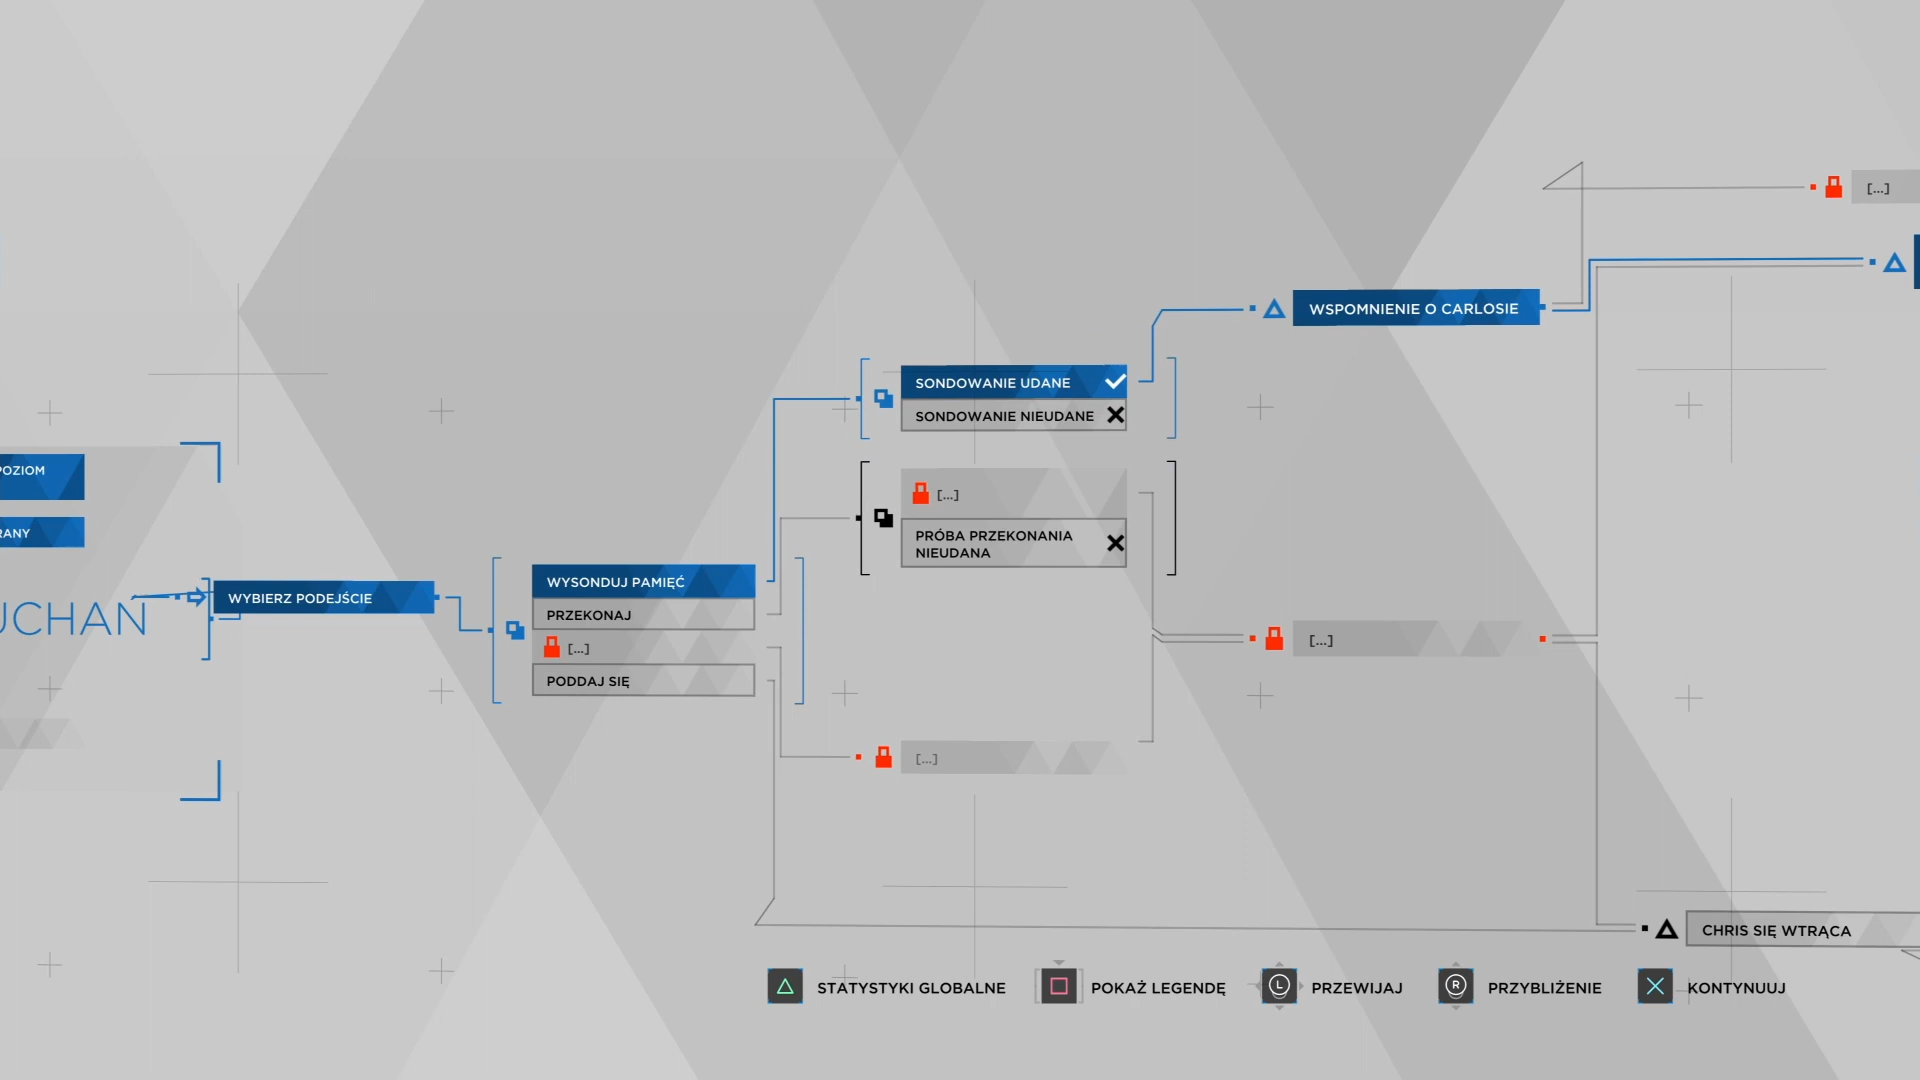 [...]
WSPOMNIENIE O CARLOSIE
SONDOWANIE UDANE
SONDOWANIE NIEUDANE
POZIOM
[...]
RANY
PRÓBA PRZEKONANIA
NIEUDANA
WYSONDUJ PAMIĘĆ
WYBIERZ PODEJŚCIE
PRZEKONAJ
UCHAN
[...]
[...]
PODDAJ SIĘ
[...]
CHRIS SIĘ WTRĄCA
STATYSTYKI GLOBALNE
POKAŻ LEGENDĘ
L PRZEWIJAJ
R PRZYBLIŻENIE
KONTYNUUJ